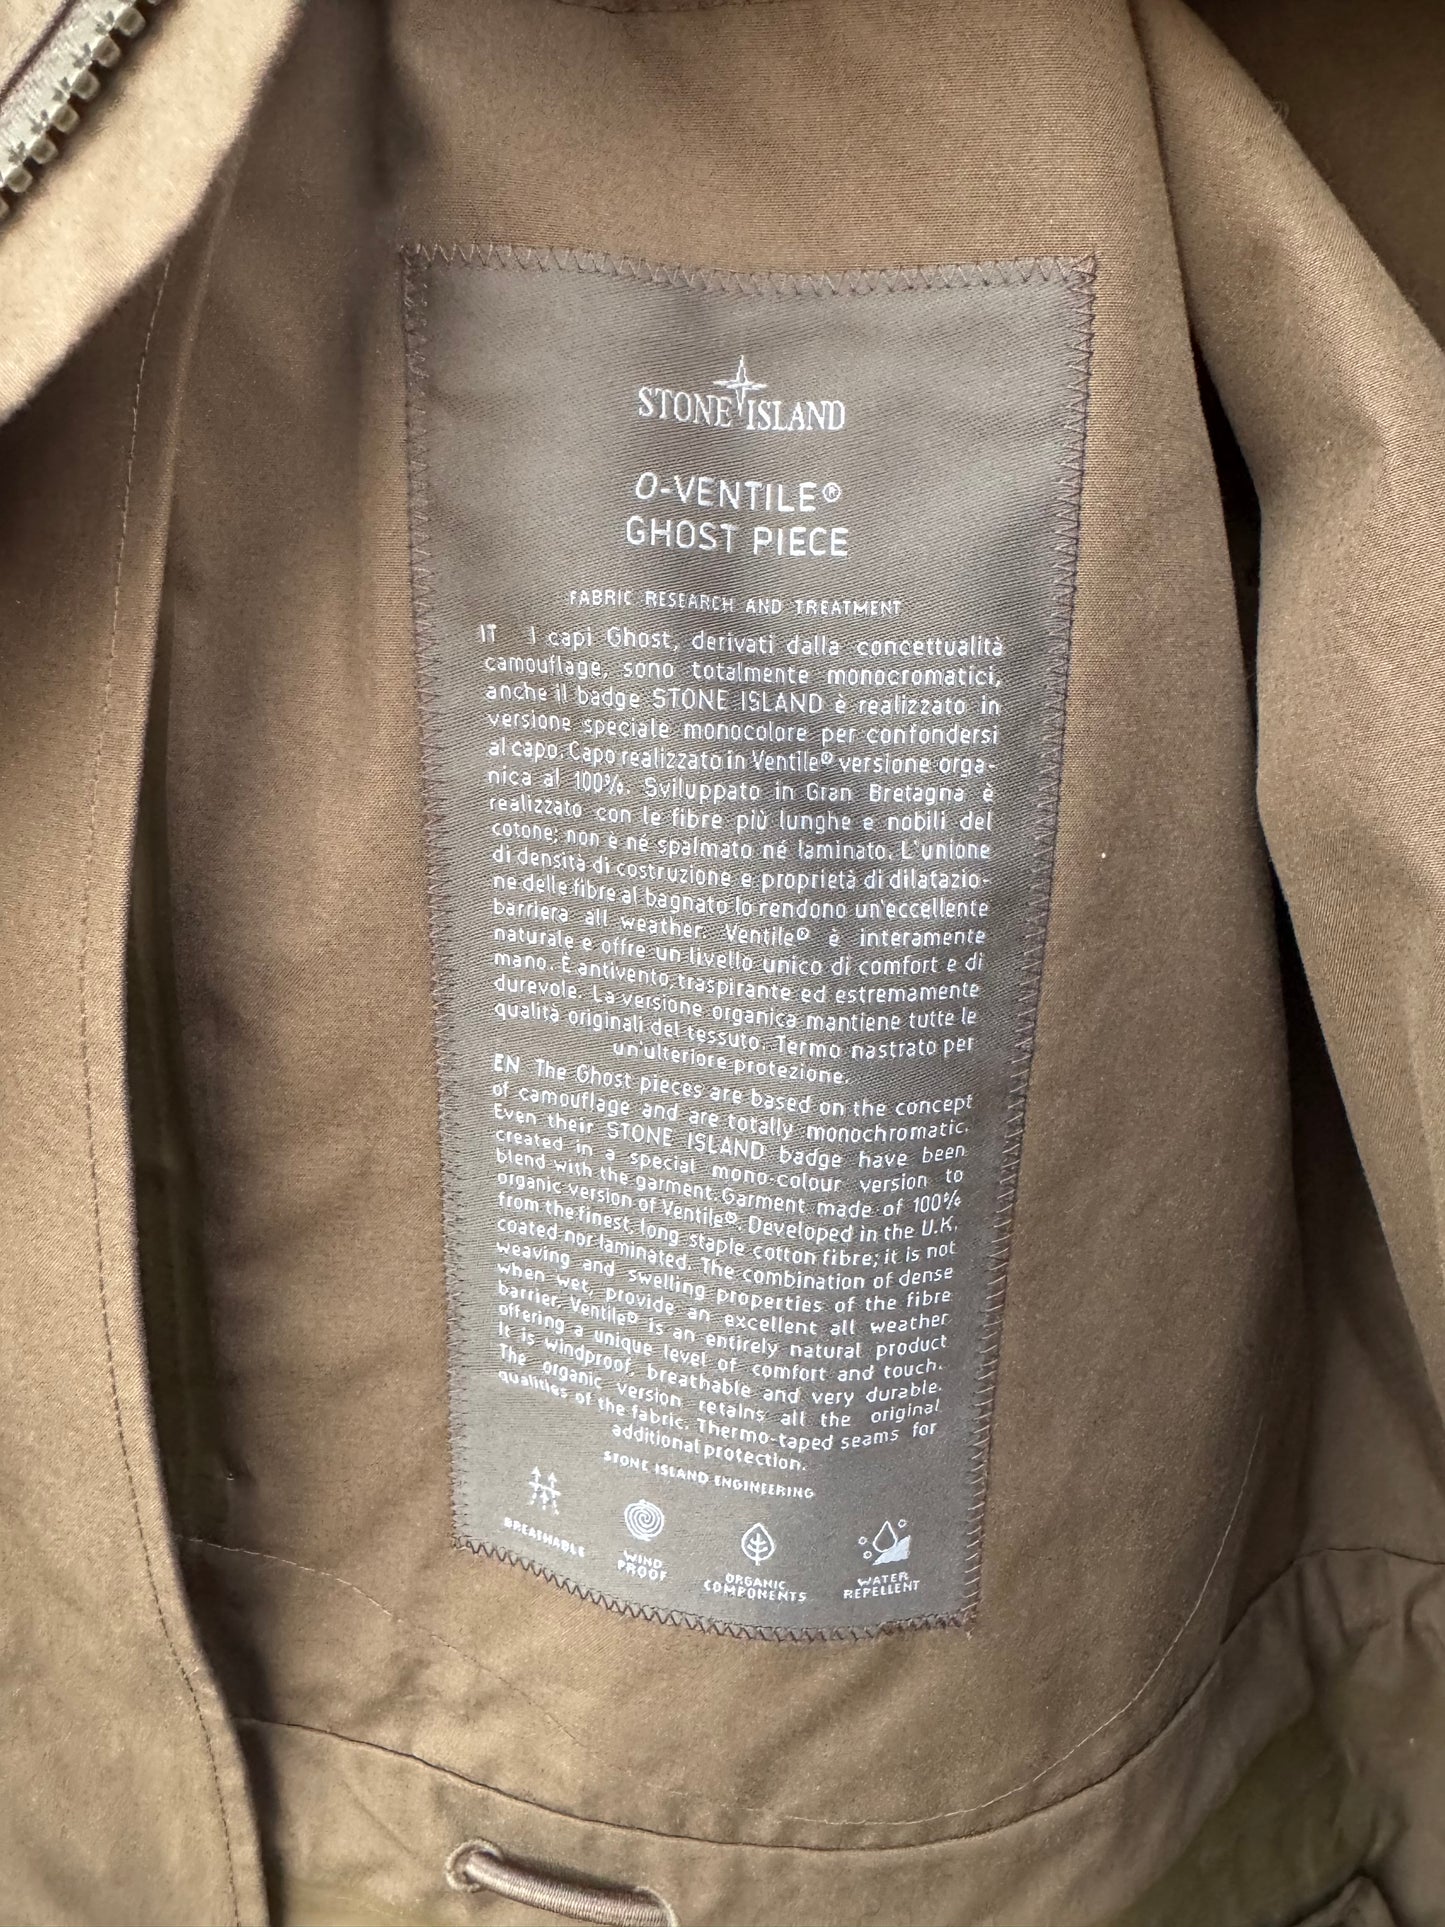 STONE ISLAND
O-VENTILE®
GHOST PIECE
FABRIC RESEARCH AND TREATMENT
IT I capi Ghost, derivati dalla concettualità
camouflage, sono totalmente monocromatici,
anche il badge STONE ISLAND è realizzato in
versione speciale monocolore per confondersi
al capo. Capo realizzato in Ventile® versione orga-
nica al 100%. Sviluppato in Gran Bretagna è
realizzato con le fibre più lunghe e nobili del
cotone; non è né spalmato né laminato. L'unione
di densità di costruzione e proprietà di dilatazio-
ne delle fibre al bagnato lo rendono un'eccellente
barriera all weather. Ventile® è interamente
naturale e offre un livello unico di comfort e di
mano. È antivento, traspirante ed estremamente
durevole. La versione organica mantiene tutte le
qualità originali del tessuto. Termo nastrato per
un'ulteriore protezione.
EN The Ghost pieces are based on the concept
of camouflage and are totally monochromatic.
Even their STONE ISLAND badge have been
created in a special mono-colour version to
blend with the garment. Garment made of 100%
organic version of Ventile®. Developed in the U.K.
from the finest, long staple cotton fibre; it is not
coated nor laminated. The combination of dense
weaving and swelling properties of the fibre
when wet, provide an excellent all weather
barrier. Ventile® is an entirely natural product
offering a unique level of comfort and touch.
It is windproof, breathable and very durable.
The organic version retains all the original
qualities of the fabric. Thermo-taped seams for
additional protection.
STONE ISLAND ENGINEERING
BREATHABLE
WIND
PROOF
ORGANIC
COMPONENTS
WATER
REPELLENT